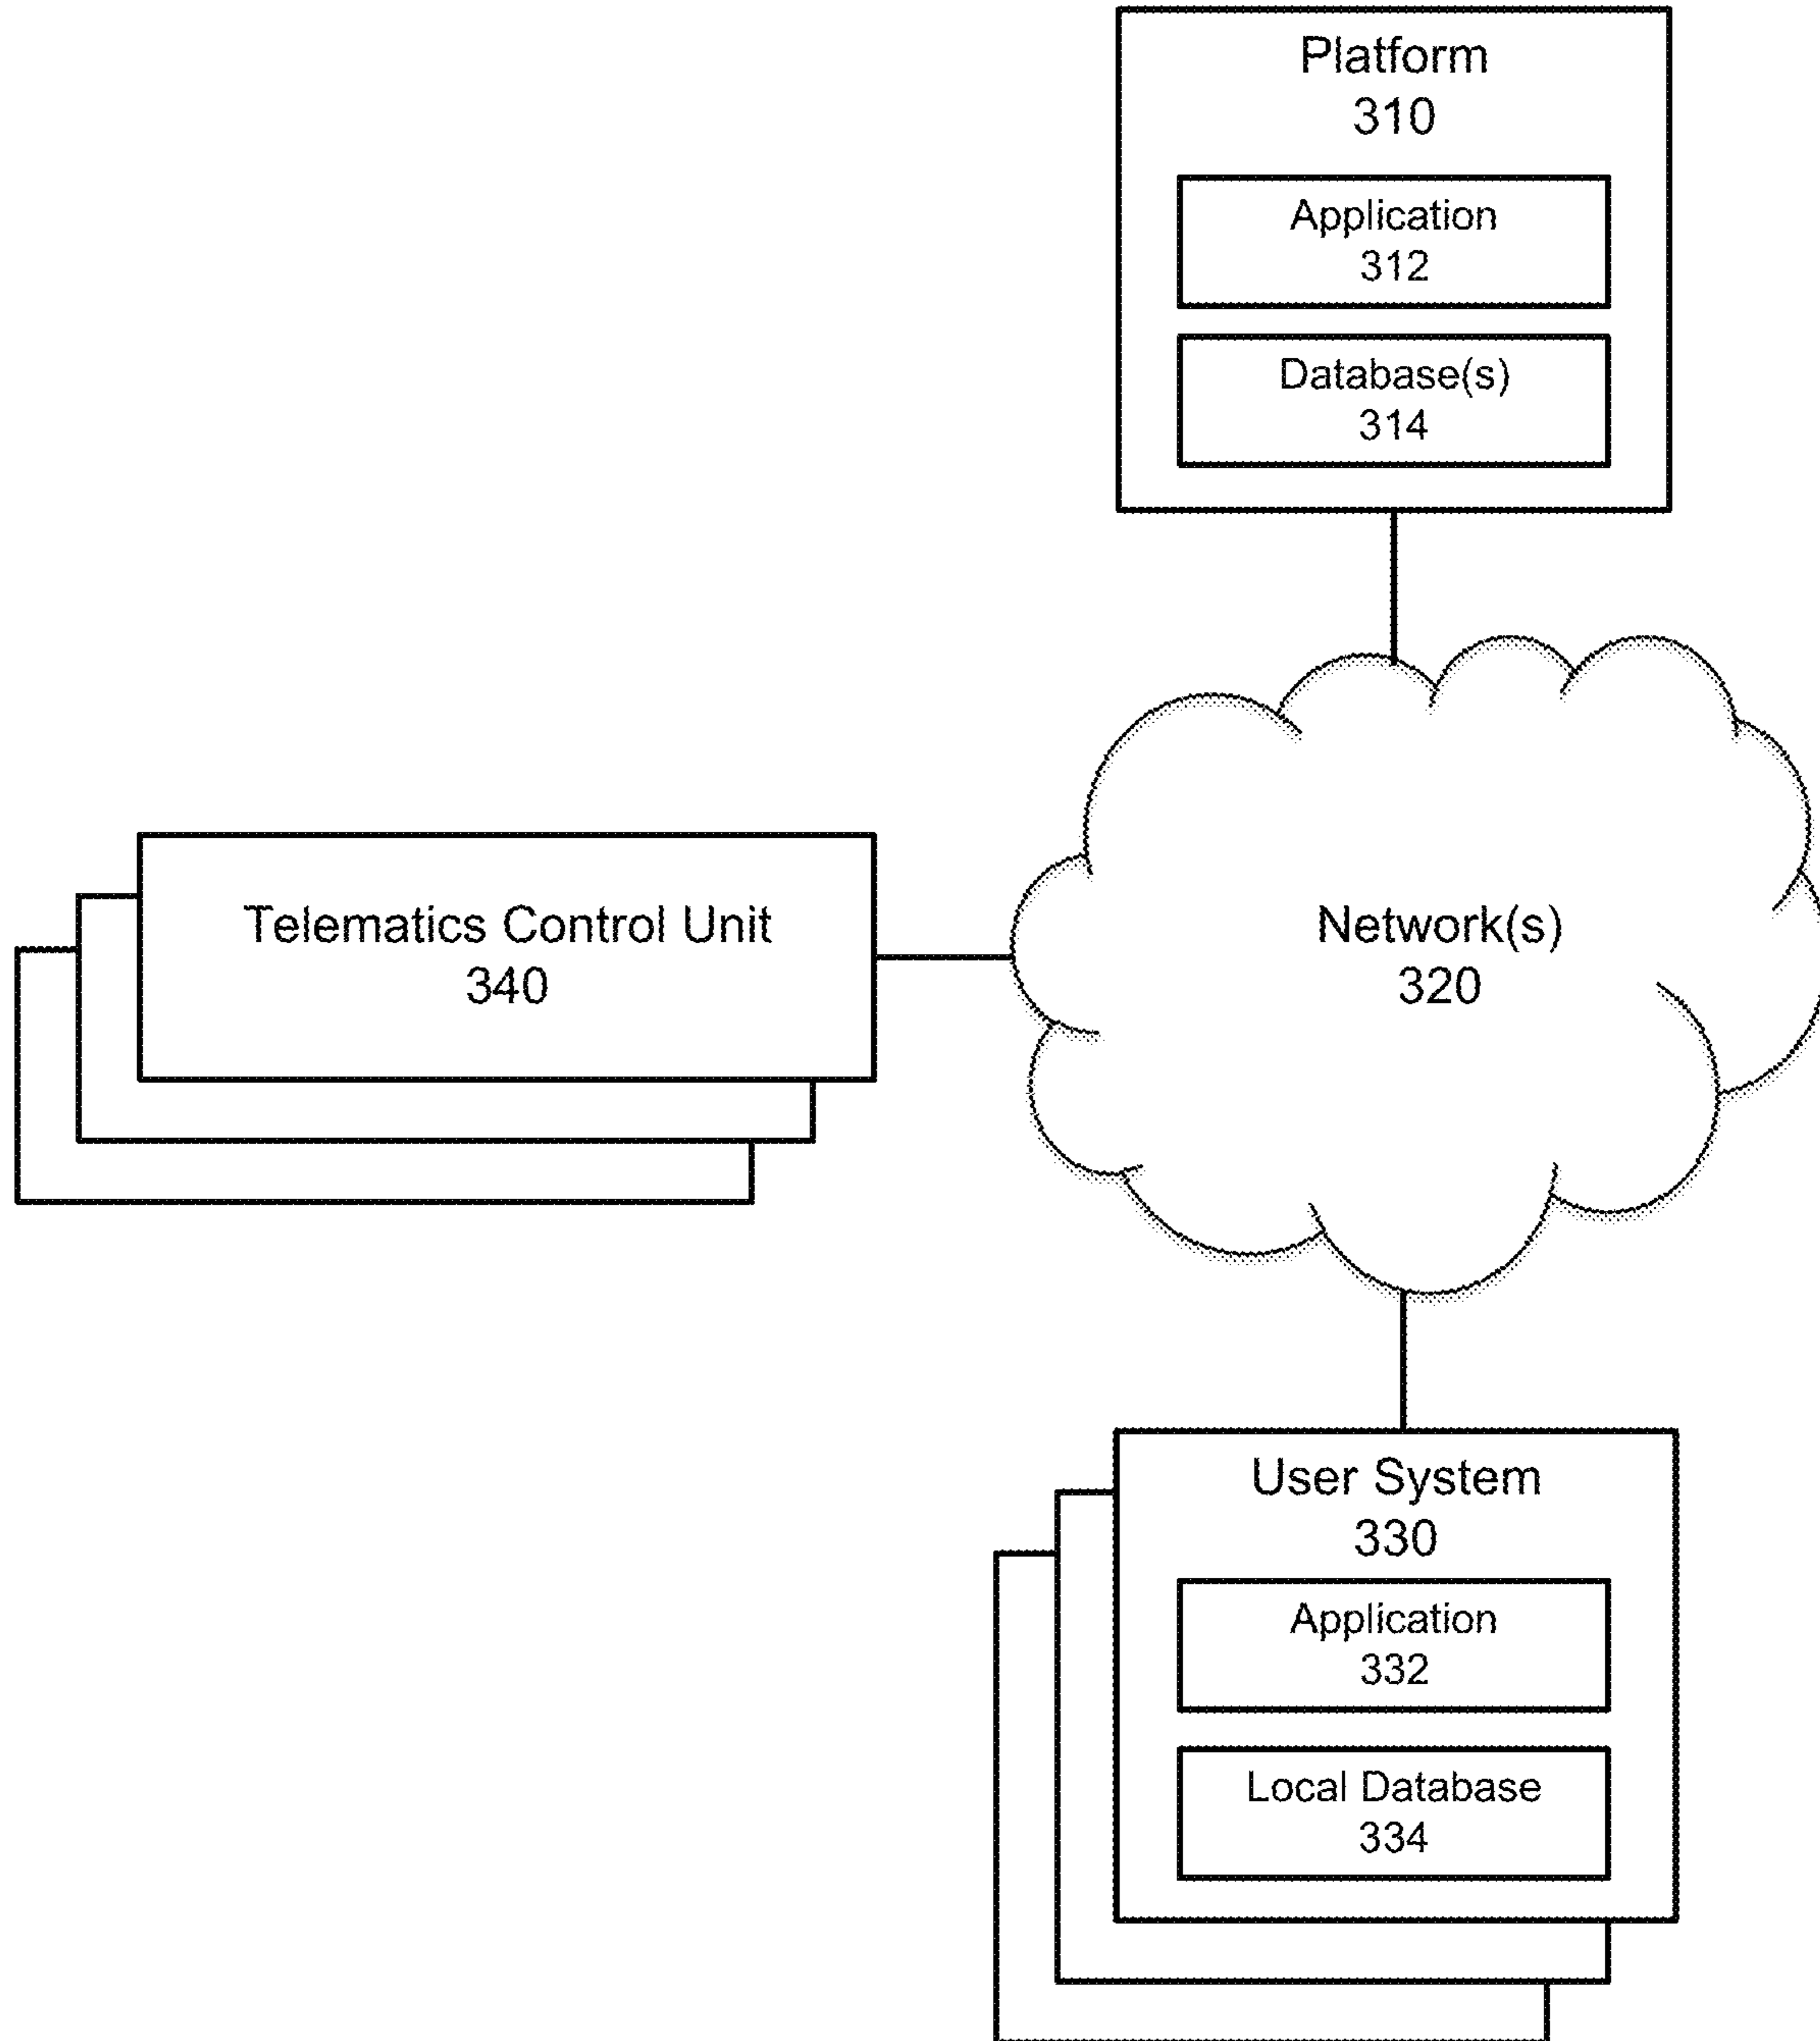 Platform
310
Application
312
Database(s)
314
Telematics Control Unit
340
Network(s)
320
User System
330
Application
332
Local Database
334